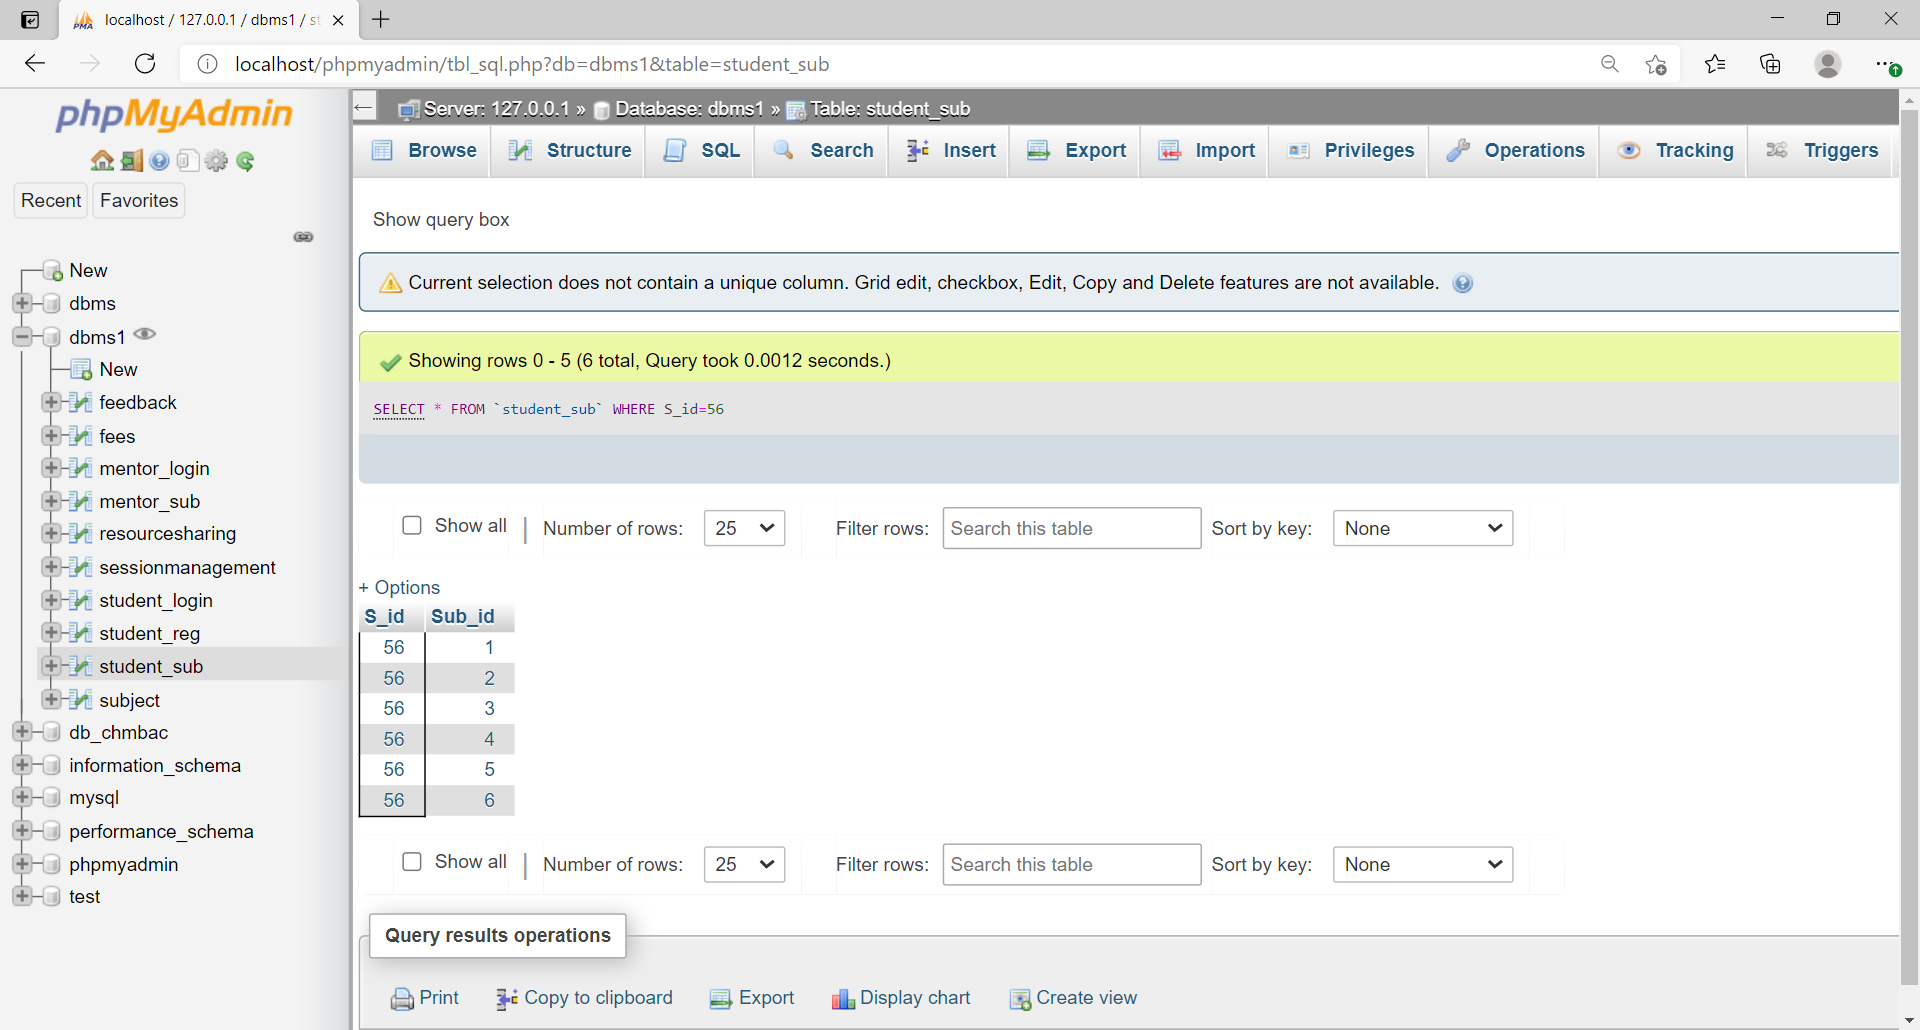 localhost / 127.0.0.1 / dbms1 / st
localhost/phpmyadmin/tbl_sql.php?db=dbms1&table=student_sub
phpMyAdmin
Recent
Favorites
New
dbms
dbms1
New
feedback
fees
mentor_login
mentor_sub
resourcesharing
sessionmanagement
student_login
student_reg
student_sub
subject
db_chmbac
information_schema
mysql
performance_schema
phpmyadmin
test
Server: 127.0.0.1 » Database: dbms1 » Table: student_sub
Browse Structure SQL Search Insert Export Import Privileges Operations Tracking Triggers
Show query box
Current selection does not contain a unique column. Grid edit, checkbox, Edit, Copy and Delete features are not available.
Showing rows 0 - 5 (6 total, Query took 0.0012 seconds.)
SELECT * FROM `student_sub` WHERE S_id=56
Show all | Number of rows: 25 Filter rows: Search this table Sort by key: None
+ Options
S_id Sub_id
56 1
56 2
56 3
56 4
56 5
56 6
Show all | Number of rows: 25 Filter rows: Search this table Sort by key: None
Query results operations
Print Copy to clipboard Export Display chart Create view